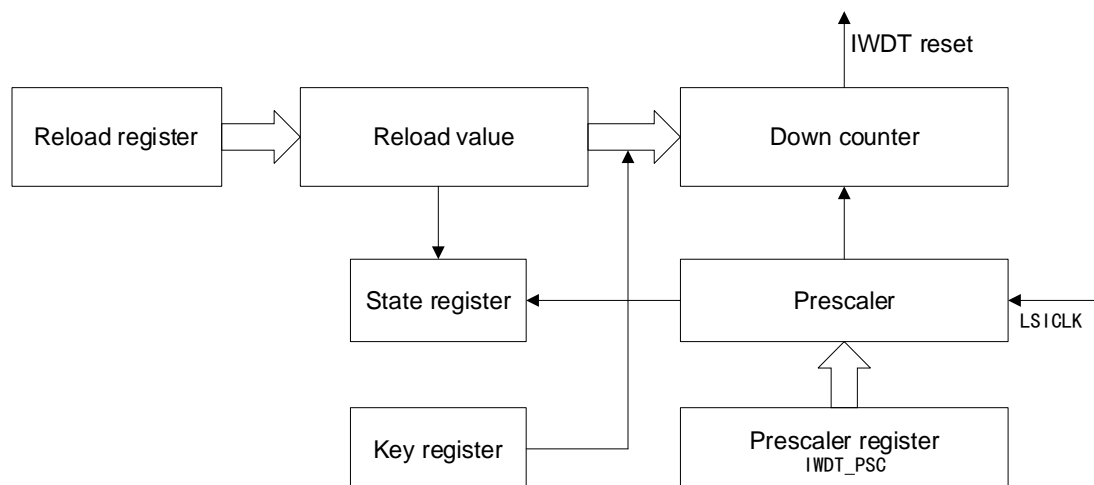 IWDT reset
Reload register
Reload value
Down counter
State register
Prescaler
LSICLK
Key register
Prescaler register
IWDT_PSC